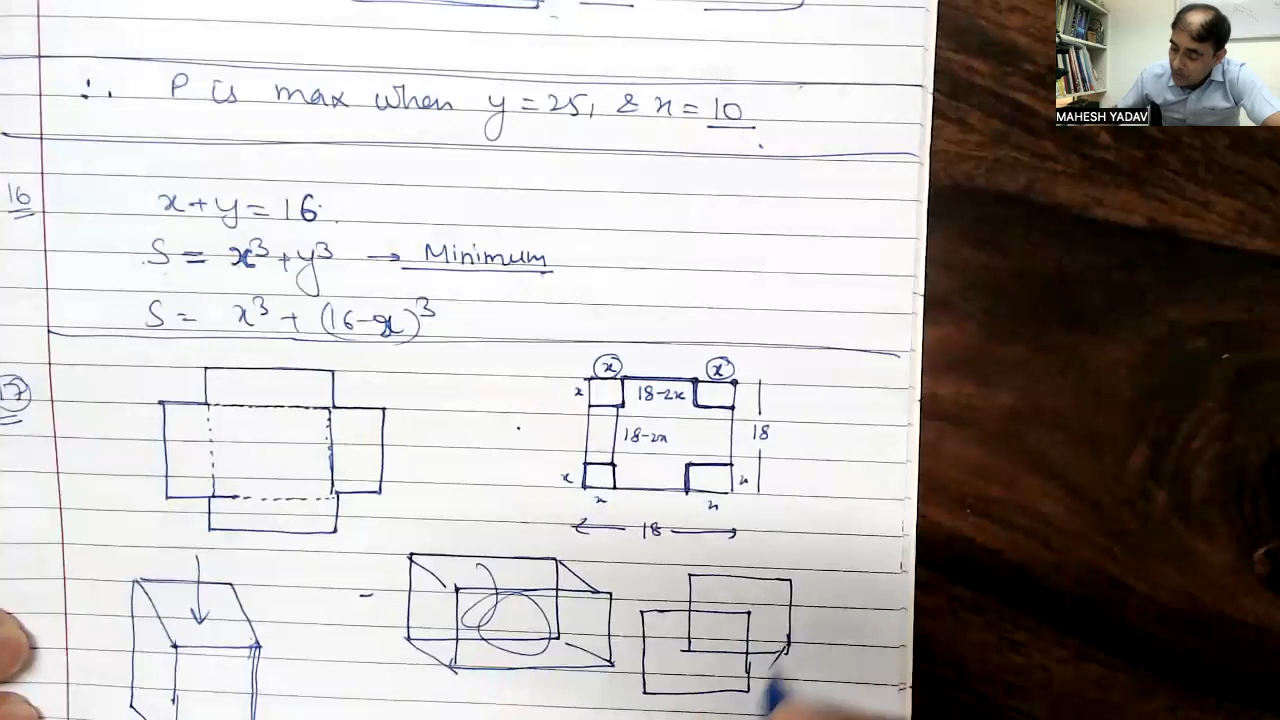 ∴ P is max when y = 25, & x = 10.
MAHESH YADAV
16
x + y = 16.
S = x³ + y³ → Minimum
S = x³ + (16-x)³
17
x x
x 18-2x
18-2x 18
x x
x x
18